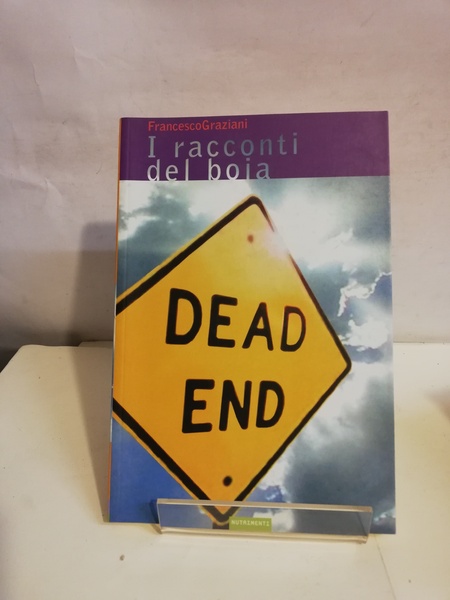 FrancescoGraziani
I racconti
del boia
DEAD
END
NUTRIMENTI